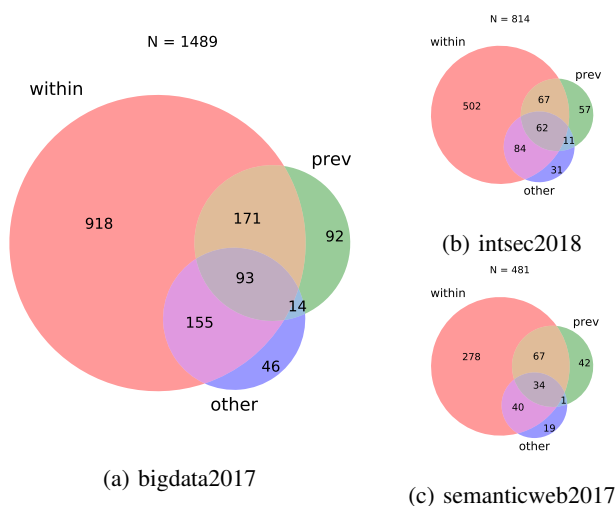 N = 1489
within
prev
918
171
92
93
14
155
46
other
(a) bigdata2017
N = 814
within
prev
502
67
57
62
11
84
31
other
(b) intsec2018
N = 481
within
prev
278
67
42
34
1
40
19
other
(c) semanticweb2017